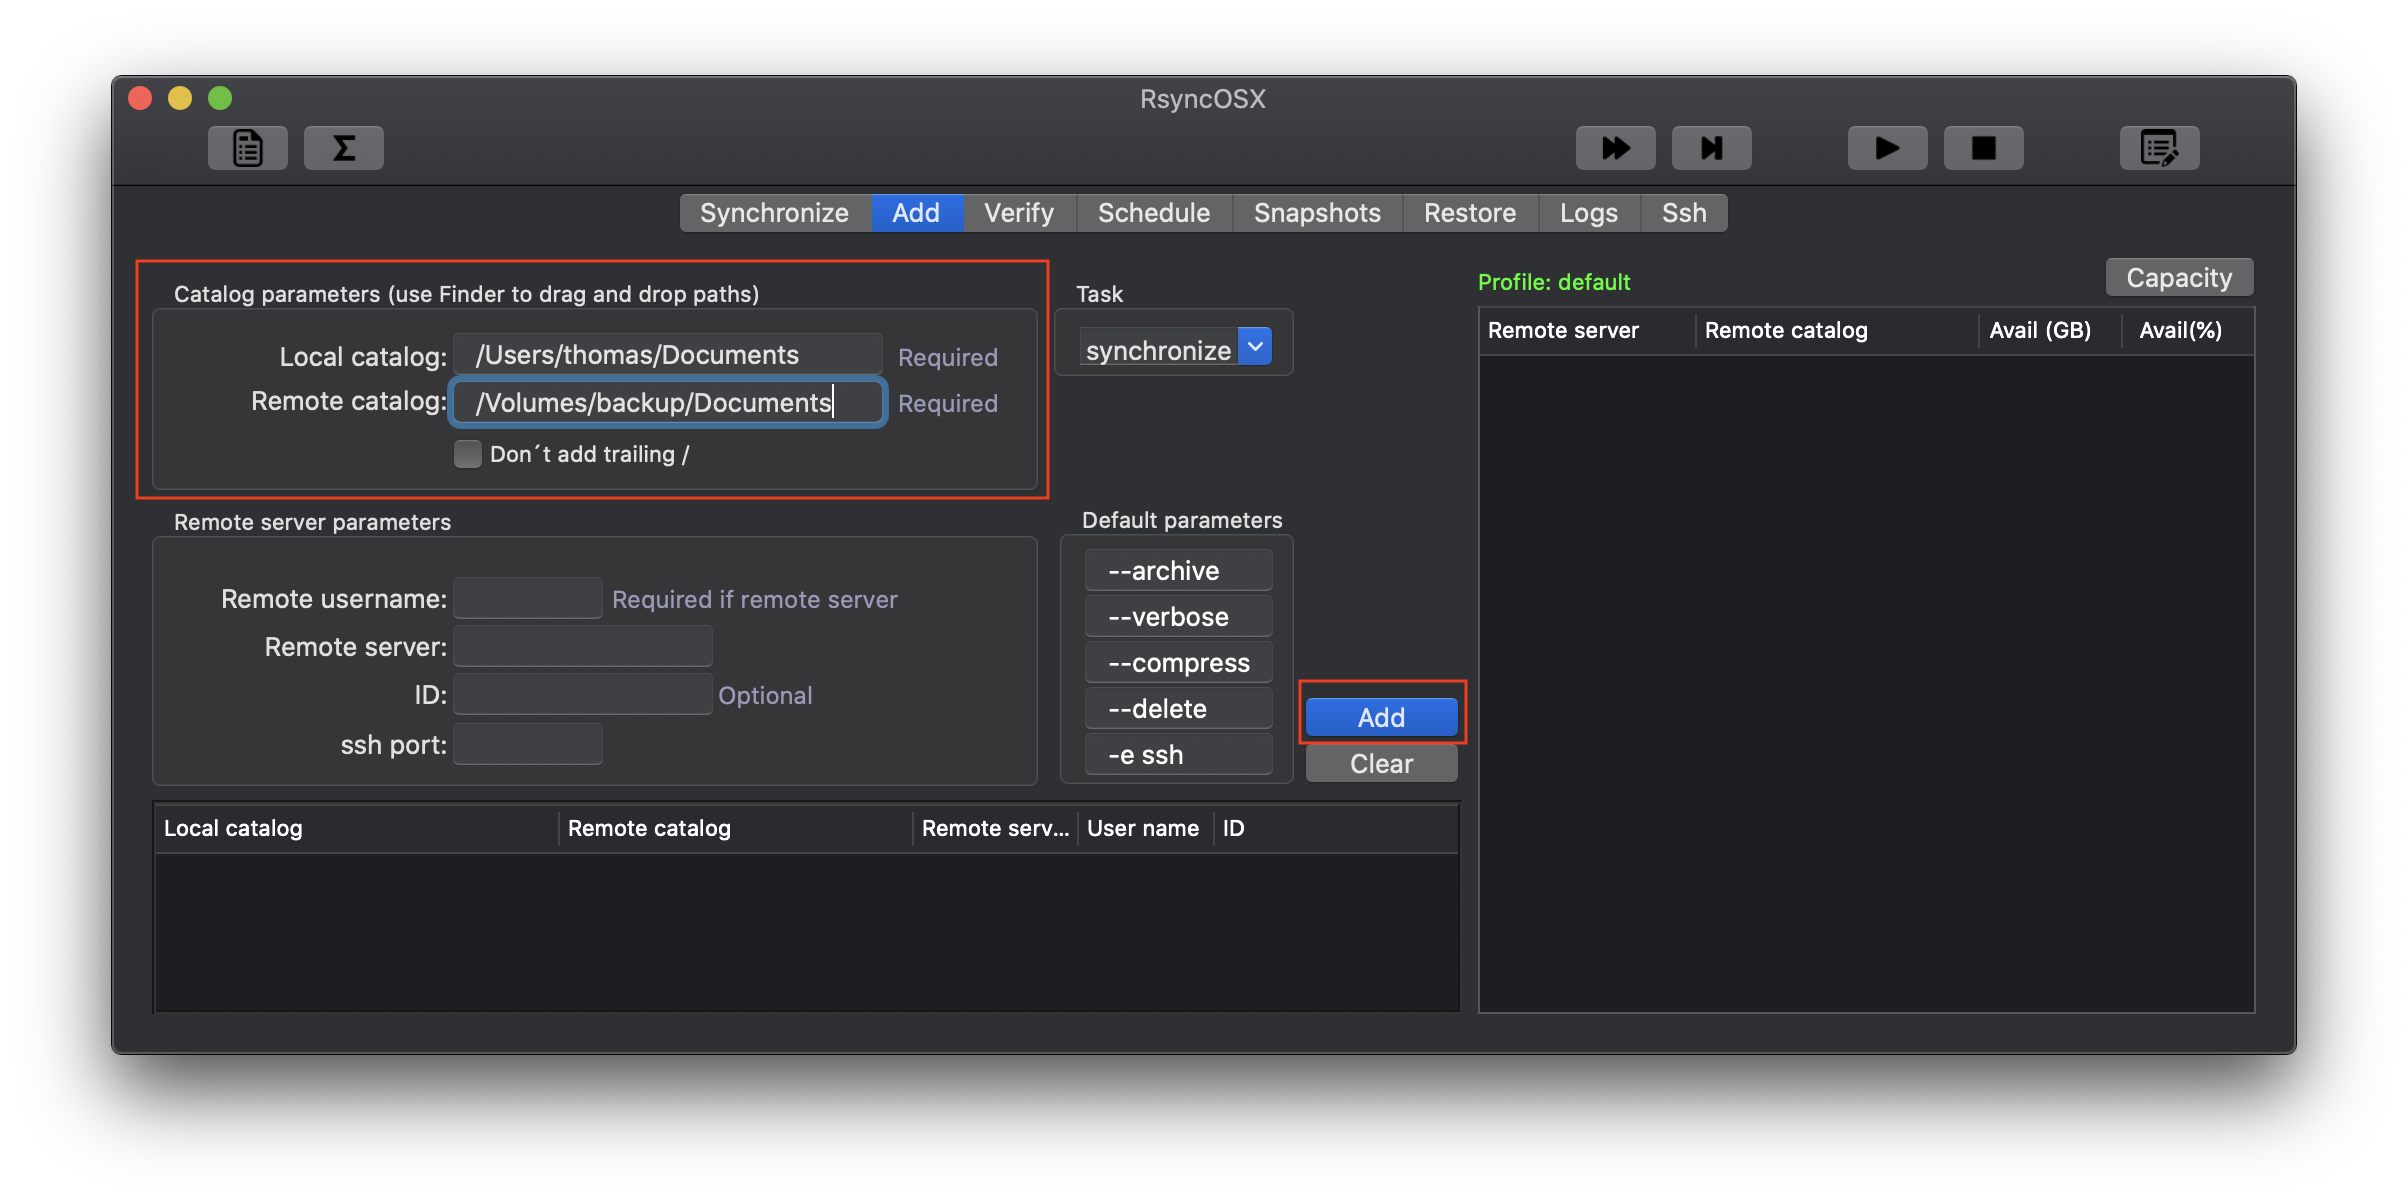 RsyncOSX
Synchronize Add Verify Schedule Snapshots Restore Logs Ssh
Catalog parameters (use Finder to drag and drop paths)
Local catalog: /Users/thomas/Documents Required
Remote catalog: /Volumes/backup/Documents Required
Don´t add trailing /
Task
synchronize
Profile: default
Capacity
Remote server Remote catalog Avail (GB) Avail(%)
Remote server parameters
Remote username: Required if remote server
Remote server:
ID: Optional
ssh port:
Default parameters
--archive
--verbose
--compress
--delete
-e ssh
Add
Clear
Local catalog Remote catalog Remote serv... User name ID